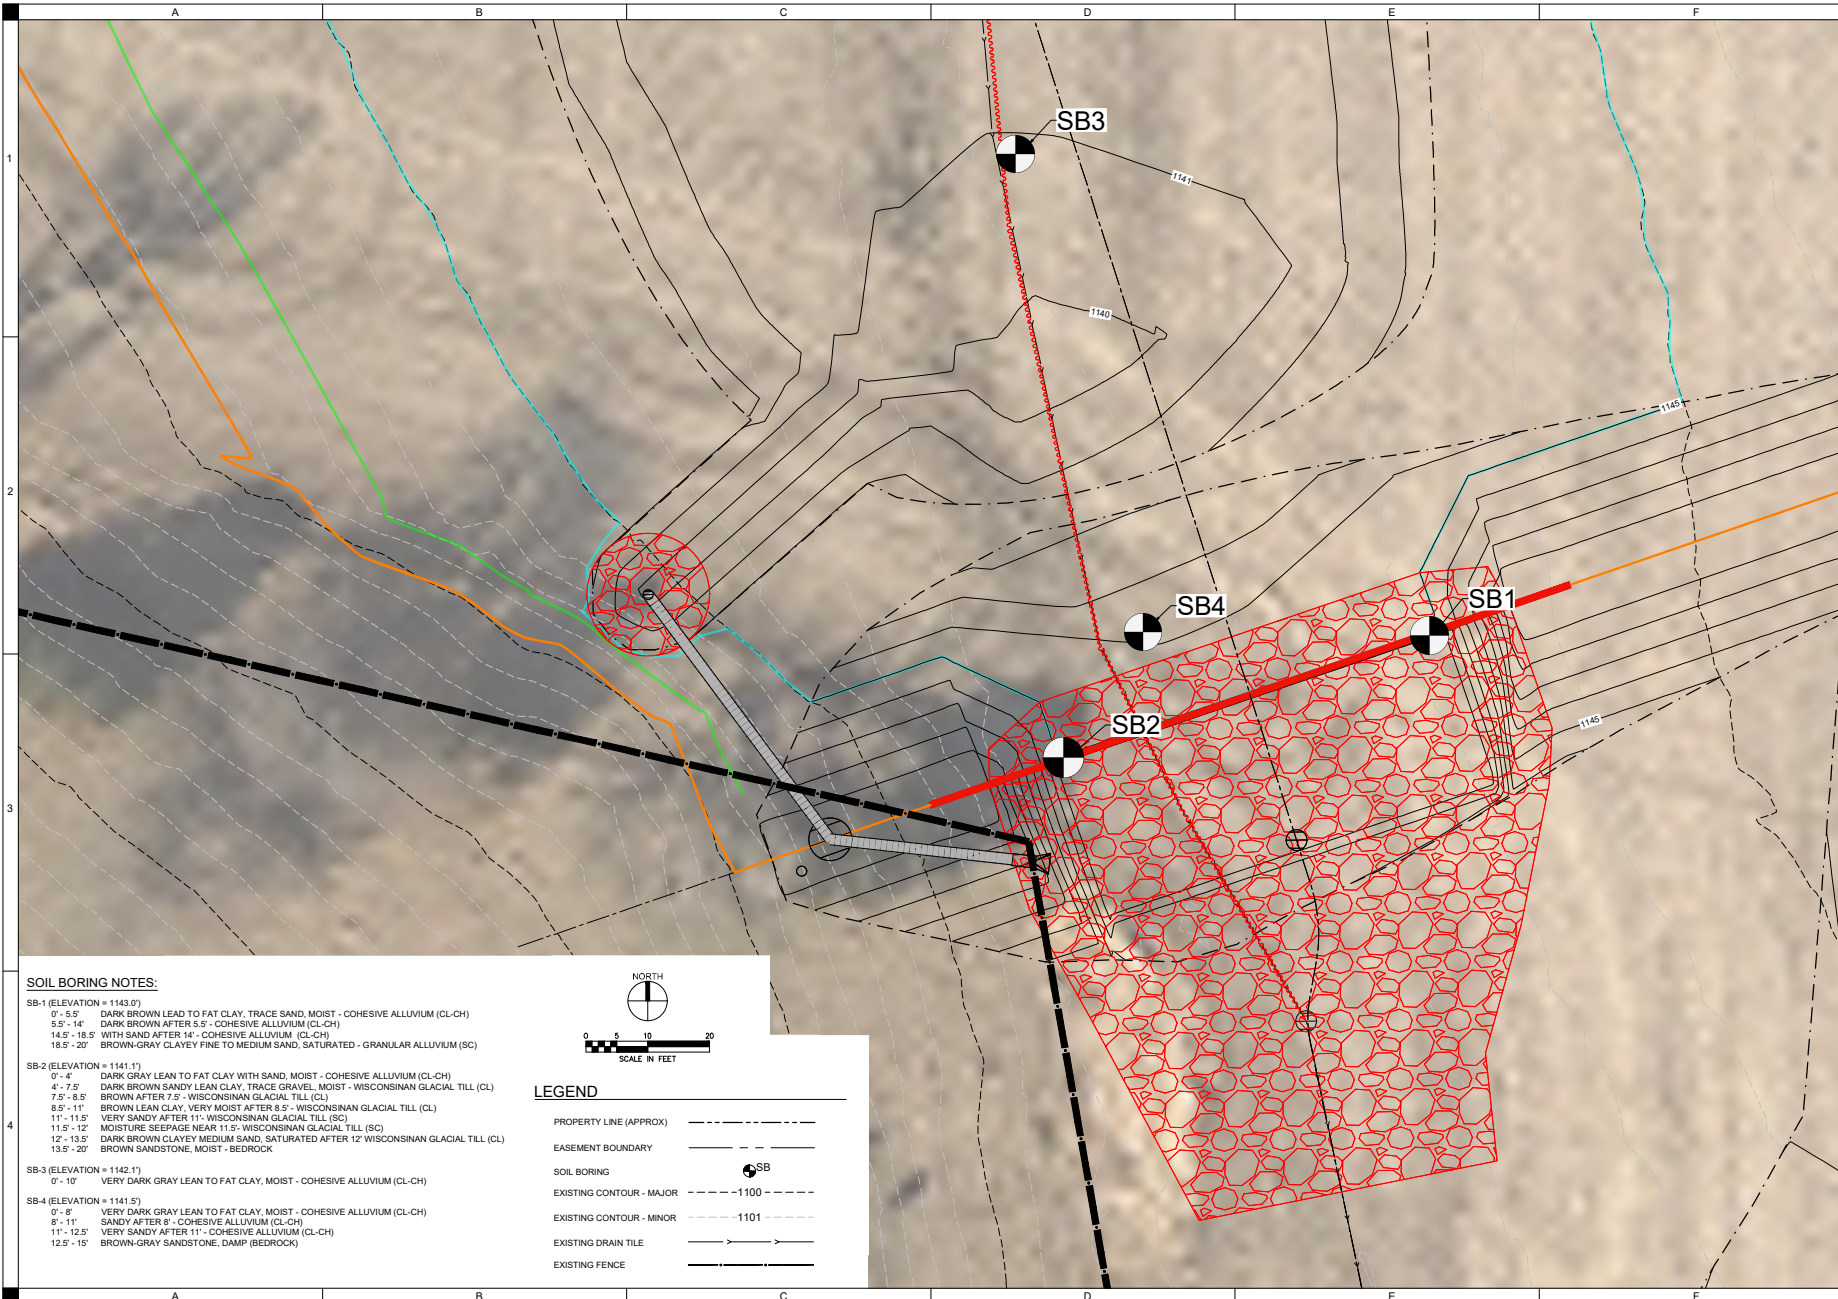 A B C D E F
1
SB3
1141
1140
2
1145
SB4
SB1
SB2
1145
3
4
SOIL BORING NOTES:
SB-1 (ELEVATION = 1143.0')
0' - 5.5' DARK BROWN LEAD TO FAT CLAY, TRACE SAND, MOIST - COHESIVE ALLUVIUM (CL-CH)
5.5' - 14' DARK BROWN AFTER 5.5' - COHESIVE ALLUVIUM (CL-CH)
14.5' - 18.5' WITH SAND AFTER 14' - COHESIVE ALLUVIUM (CL-CH)
18.5' - 20' BROWN-GRAY CLAYEY FINE TO MEDIUM SAND, SATURATED - GRANULAR ALLUVIUM (SC)
SB-2 (ELEVATION = 1141.1')
0' - 4' DARK GRAY LEAN TO FAT CLAY WITH SAND, MOIST - COHESIVE ALLUVIUM (CL-CH)
4' - 7.5' DARK BROWN SANDY LEAN CLAY, TRACE GRAVEL, MOIST - WISCONSINAN GLACIAL TILL (CL)
7.5' - 8.5' BROWN AFTER 7.5' - WISCONSINAN GLACIAL TILL (CL)
8.5' - 11' BROWN LEAN CLAY, VERY MOIST AFTER 8.5' - WISCONSINAN GLACIAL TILL (CL)
11' - 11.5' VERY SANDY AFTER 11'- WISCONSINAN GLACIAL TILL (SC)
11.5' - 12' MOISTURE SEEPAGE NEAR 11.5'- WISCONSINAN GLACIAL TILL (SC)
12' - 13.5' DARK BROWN CLAYEY MEDIUM SAND, SATURATED AFTER 12' WISCONSINAN GLACIAL TILL (CL)
13.5' - 20' BROWN SANDSTONE, MOIST - BEDROCK
SB-3 (ELEVATION = 1142.1')
0' - 10' VERY DARK GRAY LEAN TO FAT CLAY, MOIST - COHESIVE ALLUVIUM (CL-CH)
SB-4 (ELEVATION = 1141.5')
0' - 8' VERY DARK GRAY LEAN TO FAT CLAY, MOIST - COHESIVE ALLUVIUM (CL-CH)
8' - 11' SANDY AFTER 8' - COHESIVE ALLUVIUM (CL-CH)
11' - 12.5' VERY SANDY AFTER 11' - COHESIVE ALLUVIUM (CL-CH)
12.5' - 15' BROWN-GRAY SANDSTONE, DAMP (BEDROCK)
NORTH
0 5 10 20
SCALE IN FEET
LEGEND
PROPERTY LINE (APPROX)
EASEMENT BOUNDARY
SOIL BORING SB
EXISTING CONTOUR - MAJOR 1100
EXISTING CONTOUR - MINOR 1101
EXISTING DRAIN TILE
EXISTING FENCE
A B C D E F